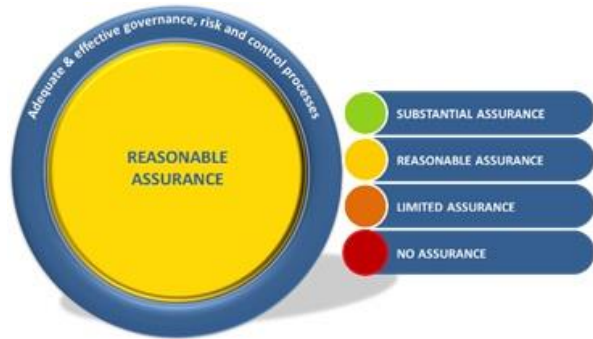 Adequate & effective governance, risk and control processes
REASONABLE
ASSURANCE
SUBSTANTIAL ASSURANCE
REASONABLE ASSURANCE
LIMITED ASSURANCE
NO ASSURANCE